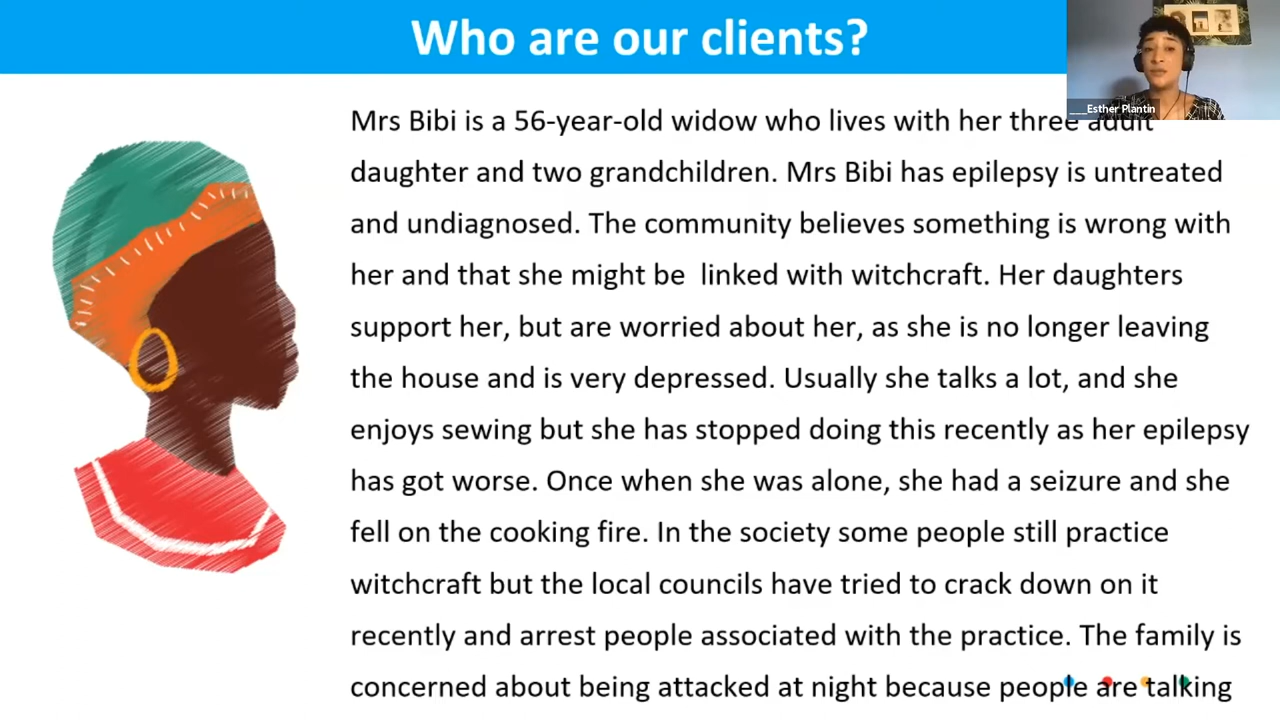 Who are our clients?
___Esther Plantin
Mrs Bibi is a 56-year-old widow who lives with her three adult
daughter and two grandchildren. Mrs Bibi has epilepsy is untreated
and undiagnosed. The community believes something is wrong with
her and that she might be  linked with witchcraft. Her daughters
support her, but are worried about her, as she is no longer leaving
the house and is very depressed. Usually she talks a lot, and she
enjoys sewing but she has stopped doing this recently as her epilepsy
has got worse. Once when she was alone, she had a seizure and she
fell on the cooking fire. In the society some people still practice
witchcraft but the local councils have tried to crack down on it
recently and arrest people associated with the practice. The family is
concerned about being attacked at night because people are talking